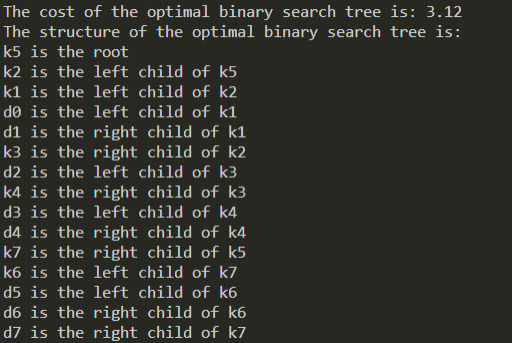 The cost of the optimal binary search tree is: 3.12
The structure of the optimal binary search tree is:
k5 is the root
k2 is the left child of k5
k1 is the left child of k2
d0 is the left child of k1
d1 is the right child of k1
k3 is the right child of k2
d2 is the left child of k3
k4 is the right child of k3
d3 is the left child of k4
d4 is the right child of k4
k7 is the right child of k5
k6 is the left child of k7
d5 is the left child of k6
d6 is the right child of k6
d7 is the right child of k7